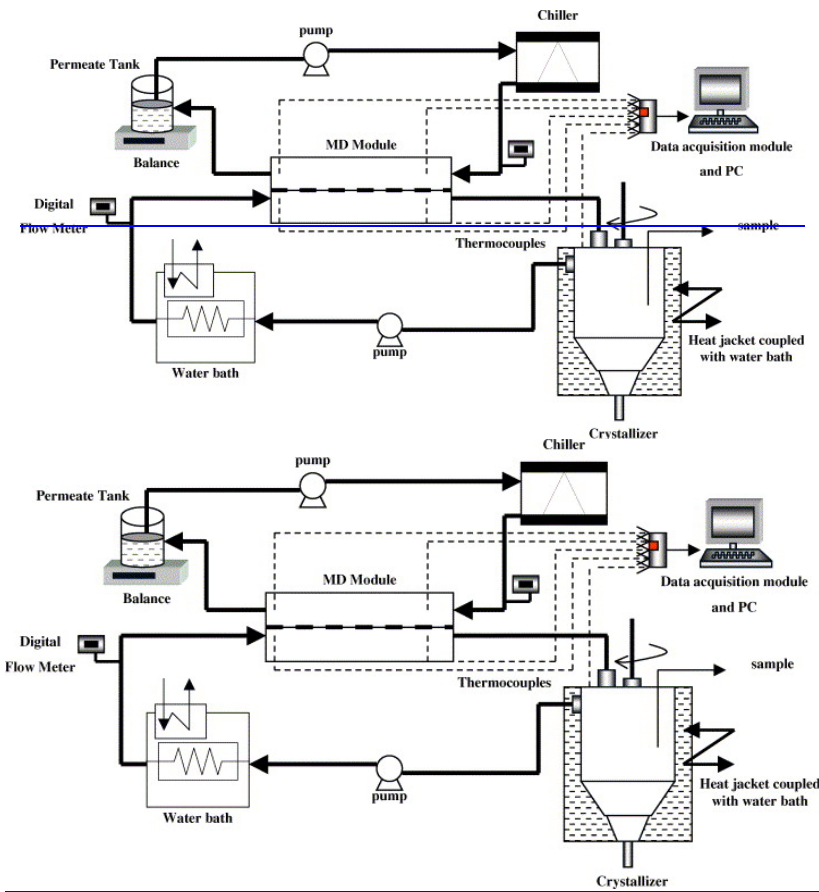 Chiller
pump
Permeate Tank
MD Module
Balance
Data acquisition module
and PC
Digital
Flow Meter
sample
Thermocouples
Heat jacket coupled
with water bath
pump
Water bath
Crystallizer
Chiller
pump
Permeate Tank
MD Module
Data acquisition module
Balance
and PC
Digital
Flow Meter
sample
Thermocouples
Heat jacket coupled
with water bath
pump
Water bath
Crystallizer